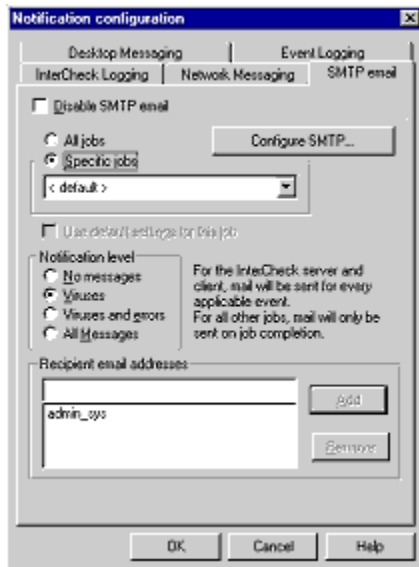 Notification configuration
Desktop Messaging
Event Logging
InterCheck Logging
Network Messaging
SMTP email
Disable SMTP email
All jobs
Configure SMTP...
Specific jobs
< default >
Use default settings for this job
Notification level
No messages
Viruses
Viruses and errors
All Messages
For the InterCheck server and
client, mail will be sent for every
applicable event.
For all other jobs, mail will only be
sent on job completion.
Recipient email addresses
Add
admin_sys
Remove
OK
Cancel
Help